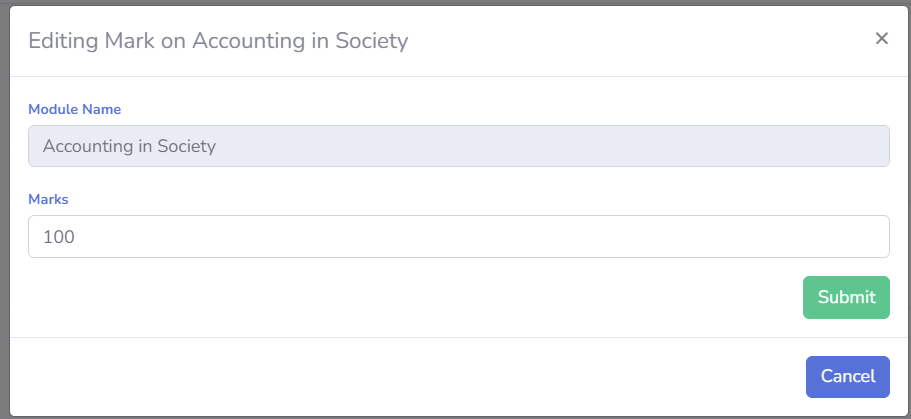 Editing Mark on Accounting in Society
×
Module Name
Accounting in Society
Marks
100
Submit
Cancel